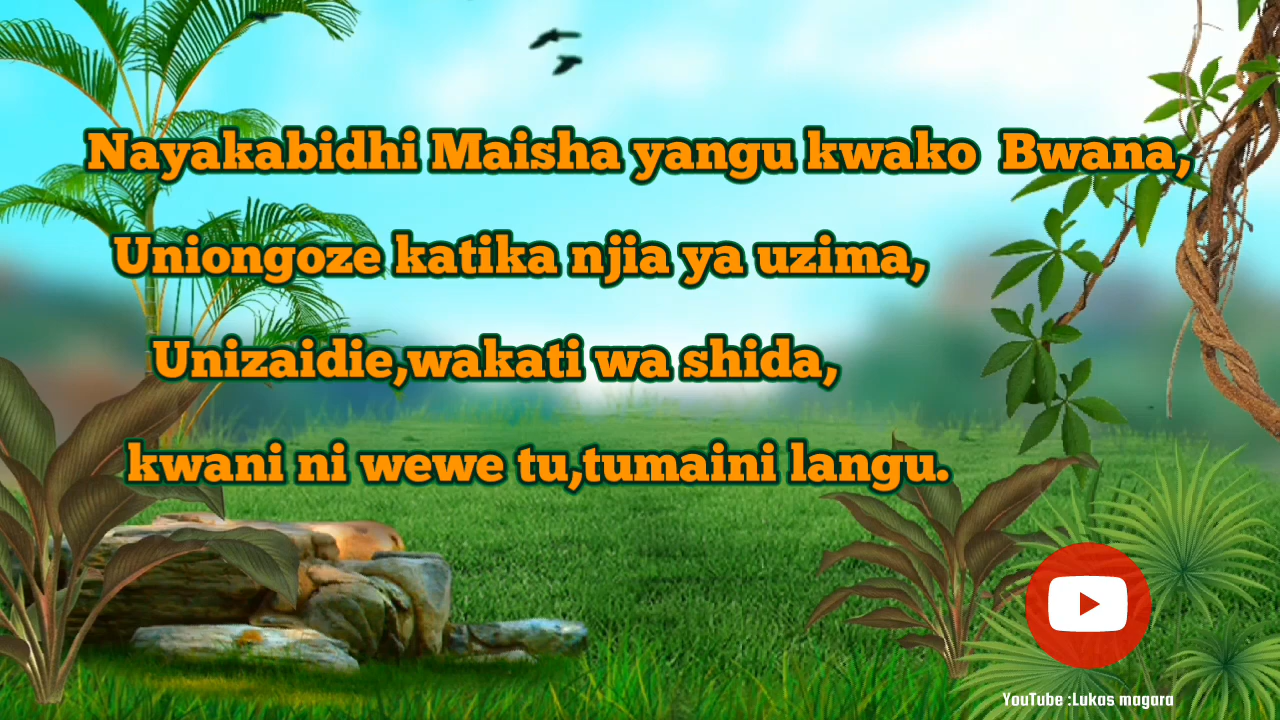 Nayakabidhi Maisha yangu kwako Bwana,
Uniongoze katika njia ya uzima,
Unizaidie,wakati wa shida,
kwani ni wewe tu,tumaini langu.
YouTube :Lukas magara